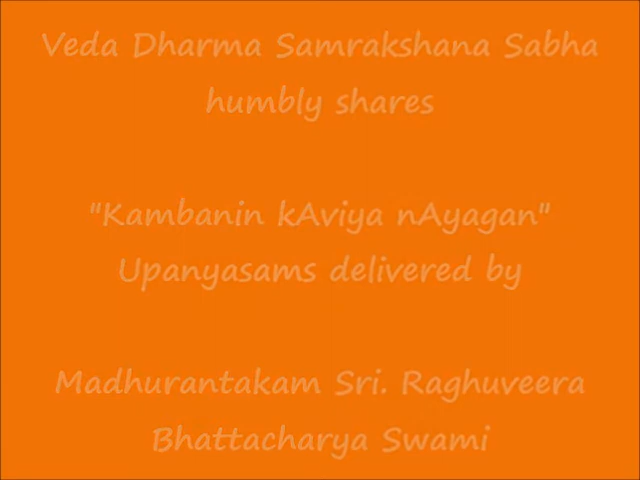 Veda Dharma Samrakshana Sabha
humbly shares
"Kambanin kAviya nAyagan"
Upanyasams delivered by
Madhurantakam Sri. Raghuveera
Bhattacharya Swami